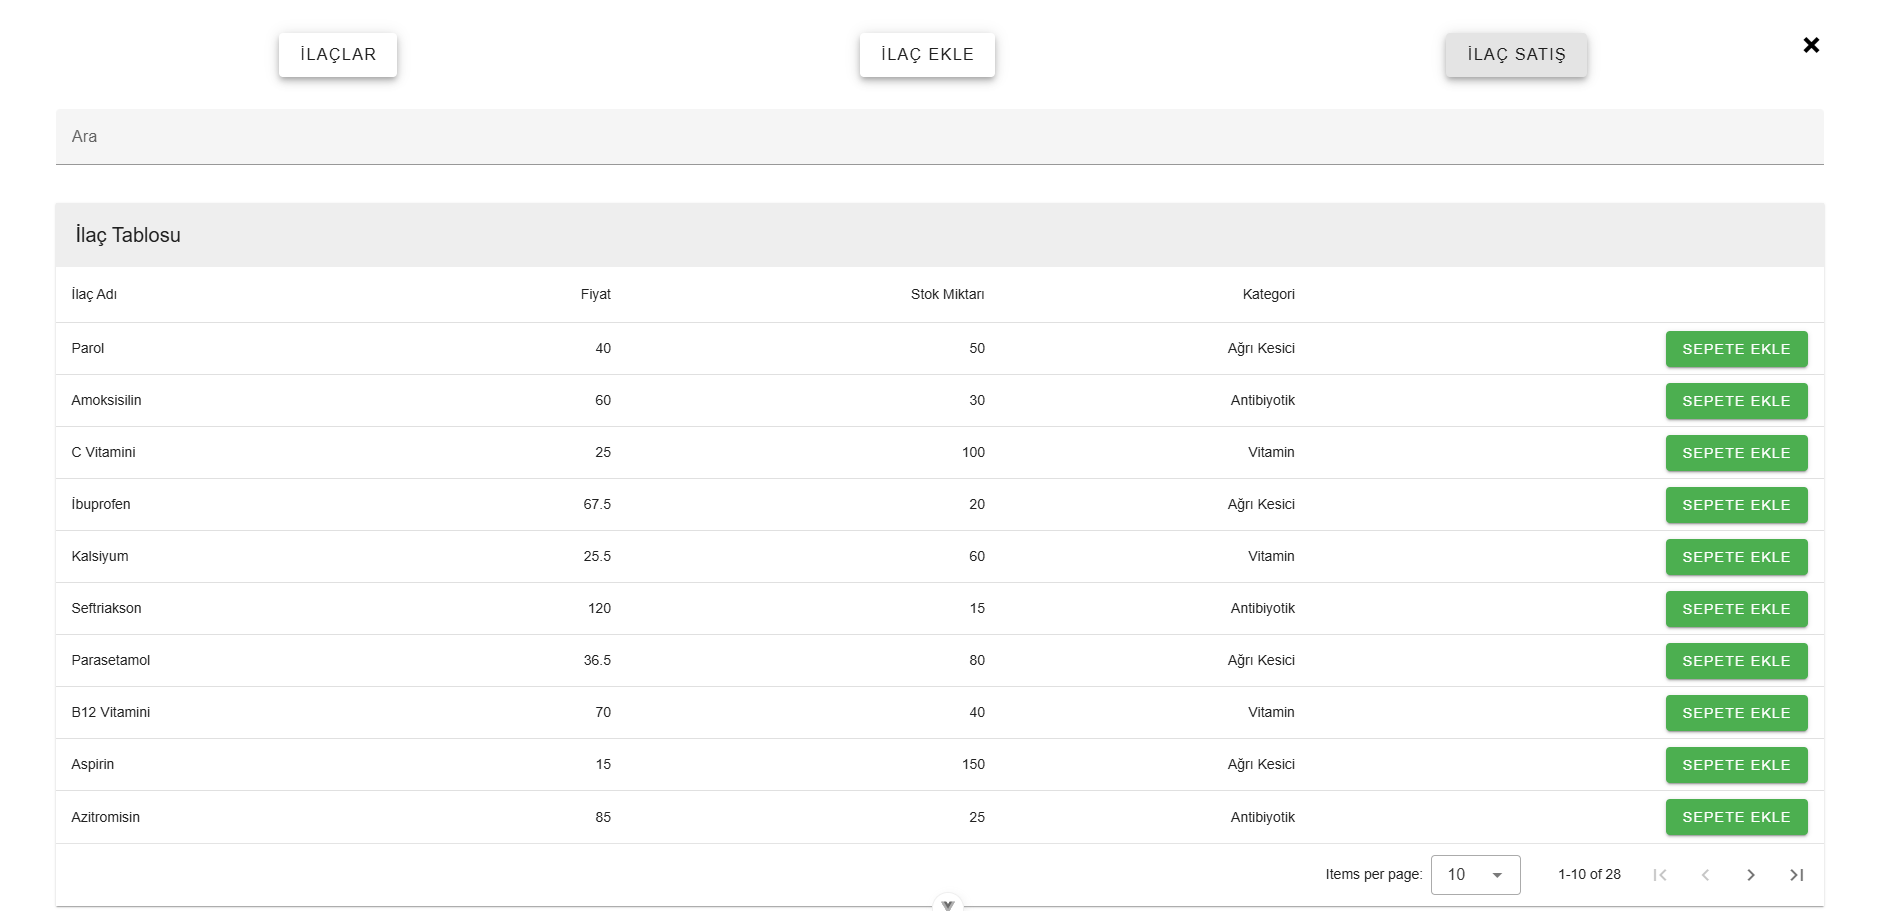 İLAÇLAR İLAÇ EKLE İLAÇ SATIŞ
Ara
İlaç Tablosu
İlaç Adı Fiyat Stok Miktarı Kategori
Parol 40 50 Ağrı Kesici SEPETE EKLE
Amoksisilin 60 30 Antibiyotik SEPETE EKLE
C Vitamini 25 100 Vitamin SEPETE EKLE
İbuprofen 67.5 20 Ağrı Kesici SEPETE EKLE
Kalsiyum 25.5 60 Vitamin SEPETE EKLE
Seftriakson 120 15 Antibiyotik SEPETE EKLE
Parasetamol 36.5 80 Ağrı Kesici SEPETE EKLE
B12 Vitamini 70 40 Vitamin SEPETE EKLE
Aspirin 15 150 Ağrı Kesici SEPETE EKLE
Azitromisin 85 25 Antibiyotik SEPETE EKLE
Items per page: 10 1-10 of 28